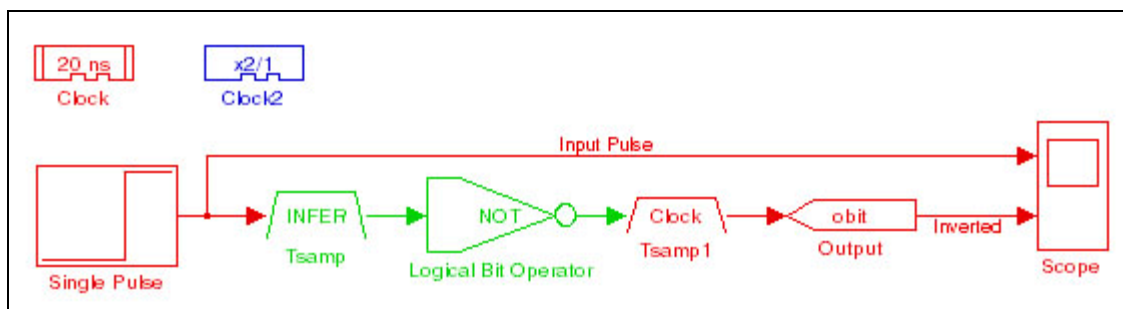 20 ns
Clock
x2/1
Clock2
Input Pulse
Single Pulse
INFER
Tsamp
NOT
Logical Bit Operator
Clock
Tsamp1
obit
Output
Inverted
Scope